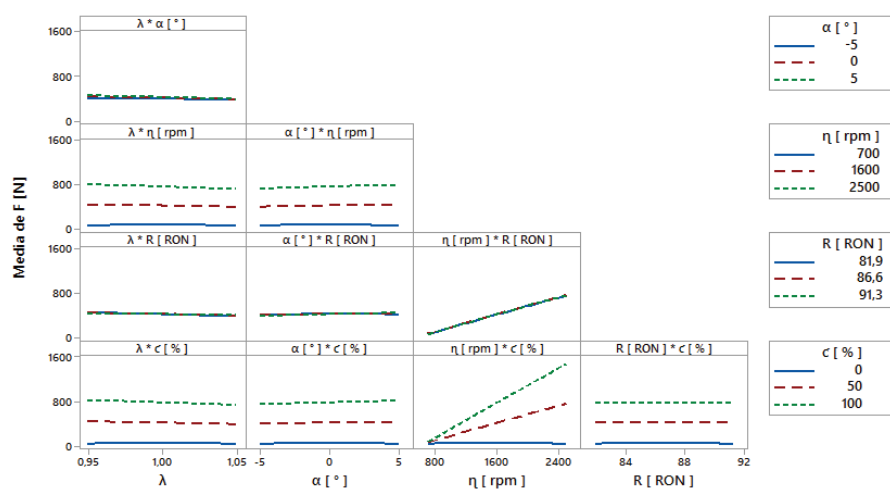 λ * α [ ° ]
1600
800
0
λ * η [ rpm ]
α [ ° ] * η [ rpm ]
1600
800
0
λ * R [ RON ]
α [ ° ] * R [ RON ]
η [ rpm ] * R [ RON ]
1600
800
0
λ * c [ % ]
α [ ° ] * c [ % ]
η [ rpm ] * c [ % ]
R [ RON ] * c [ % ]
1600
800
0
0,95
1,00
1,05
-5
0
5
800
1600
2400
84
88
92
λ
α [ ° ]
η [ rpm ]
R [ RON ]
Media de F [N]
α [ ° ]
-5
0
5
η [ rpm ]
700
1600
2500
R [ RON ]
81,9
86,6
91,3
c [ % ]
0
50
100